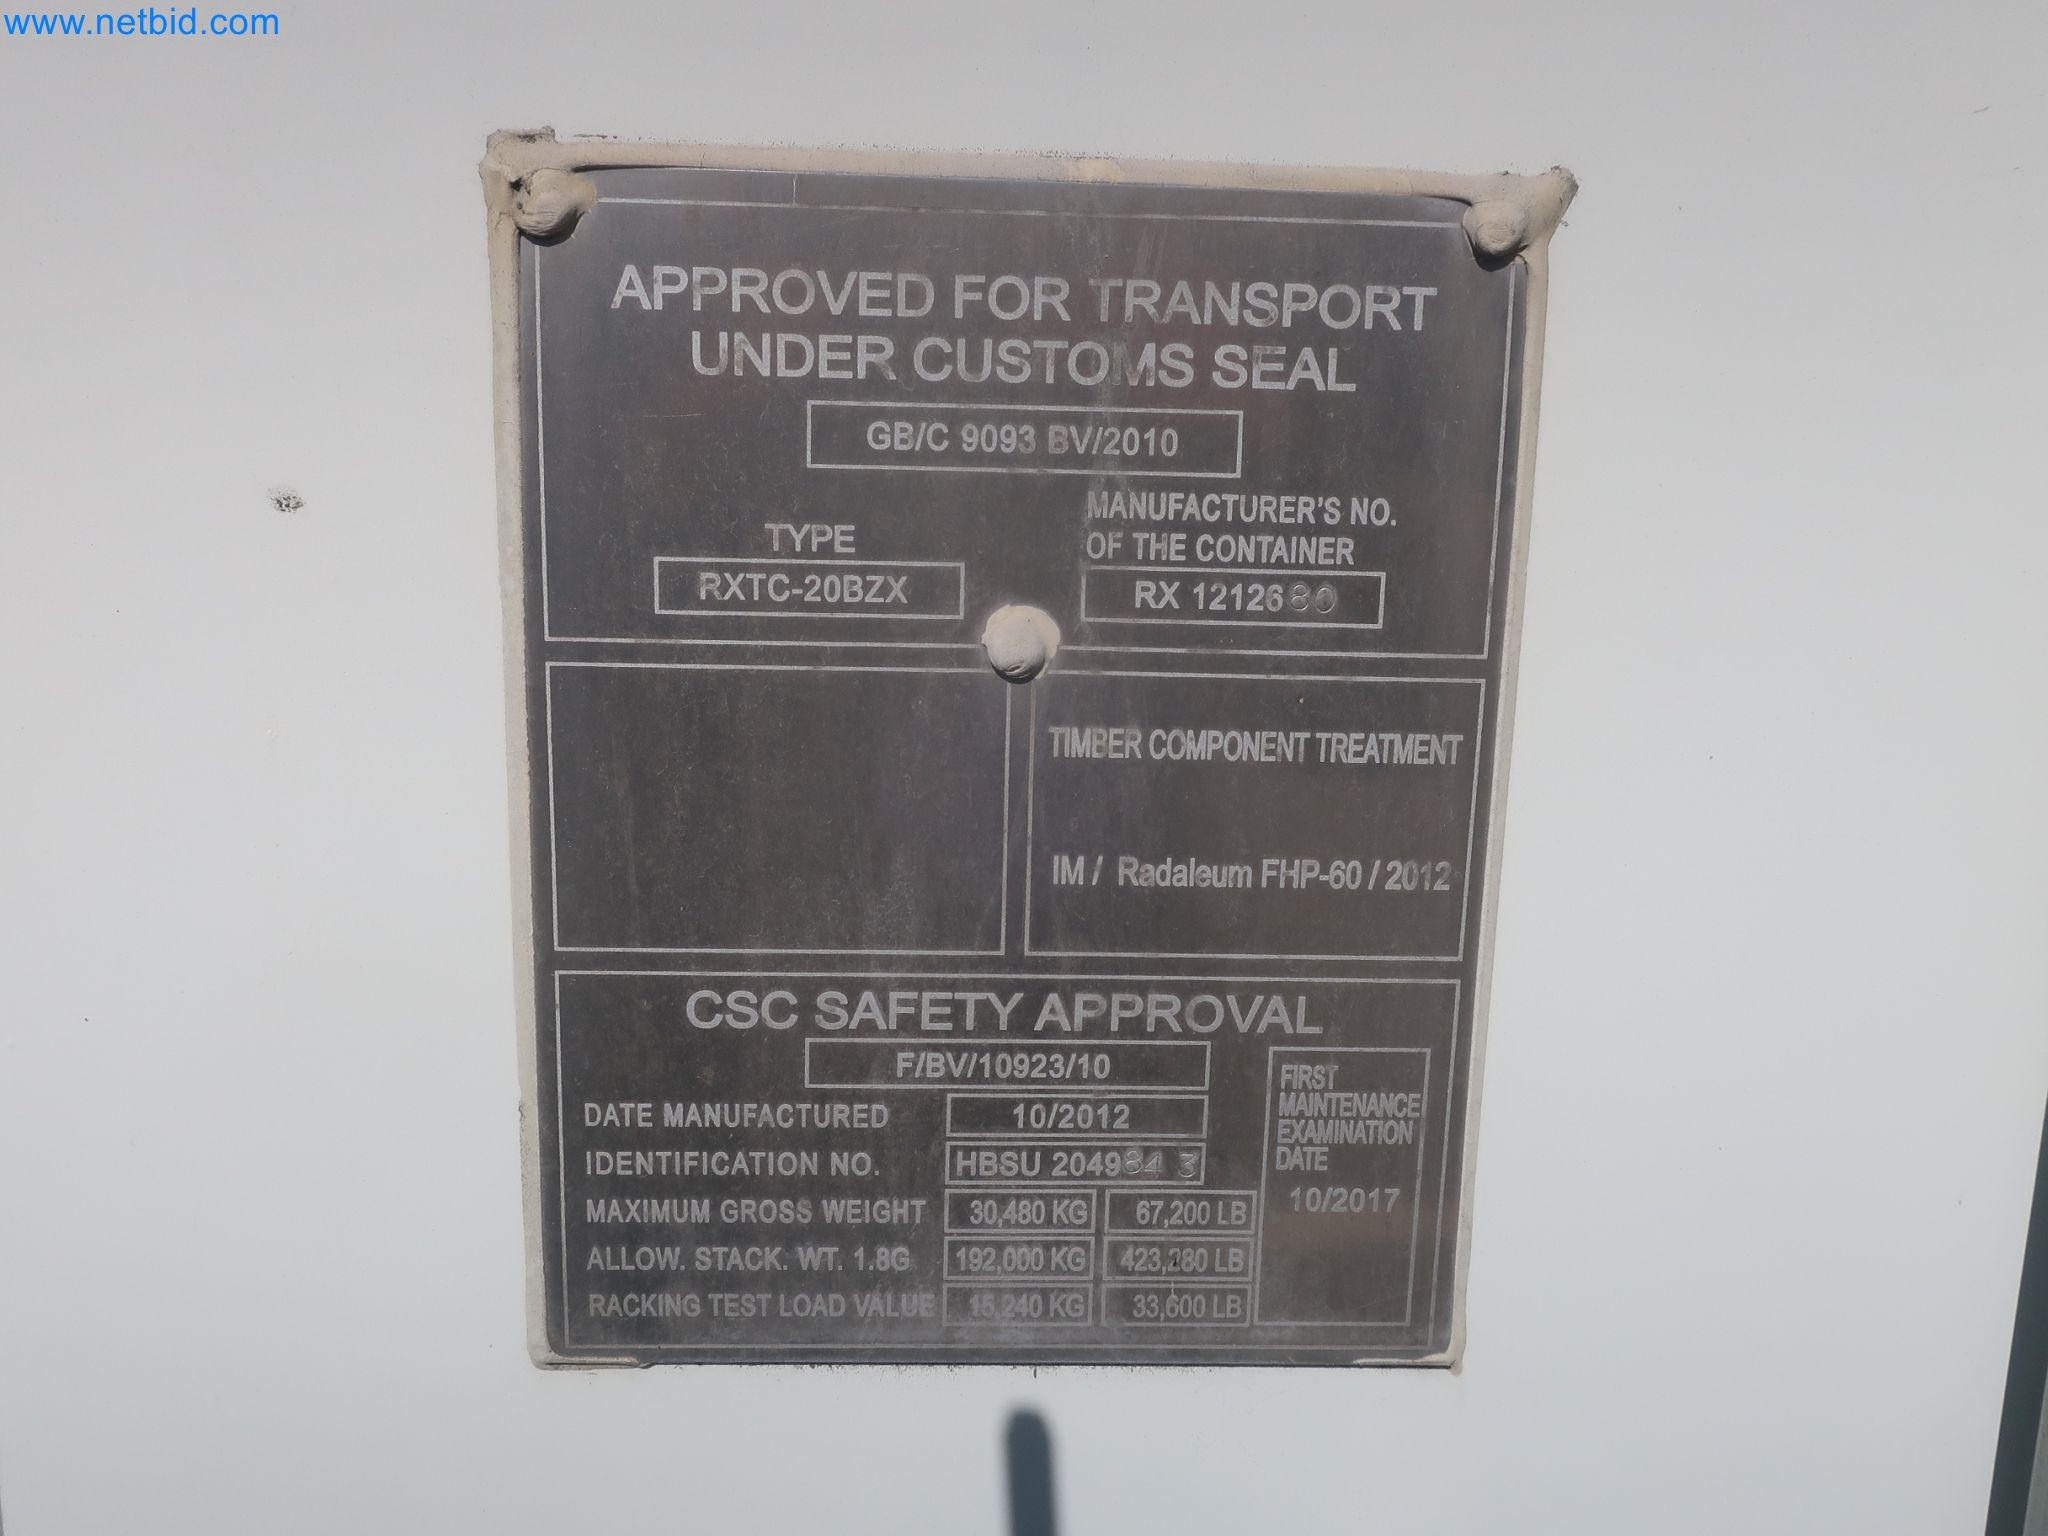 www.netbid.com
APPROVED FOR TRANSPORT
UNDER CUSTOMS SEAL
GB/C 9093 BV/2010
TYPE
RXTC-20BZX
MANUFACTURER'S NO.
OF THE CONTAINER
RX 1212680
TIMBER COMPONENT TREATMENT
IM / Radaleum FHP-60 / 2012
CSC SAFETY APPROVAL
F/BV/10923/10
DATE MANUFACTURED 10/2012
IDENTIFICATION NO. HBSU 204984 3
MAXIMUM GROSS WEIGHT 30,480 KG 67,200 LB
ALLOW. STACK. WT. 1.8G 192,000 KG 423,280 LB
RACKING TEST LOAD VALUE 15,240 KG 33,600 LB
FIRST
MAINTENANCE
EXAMINATION
DATE
10/2017